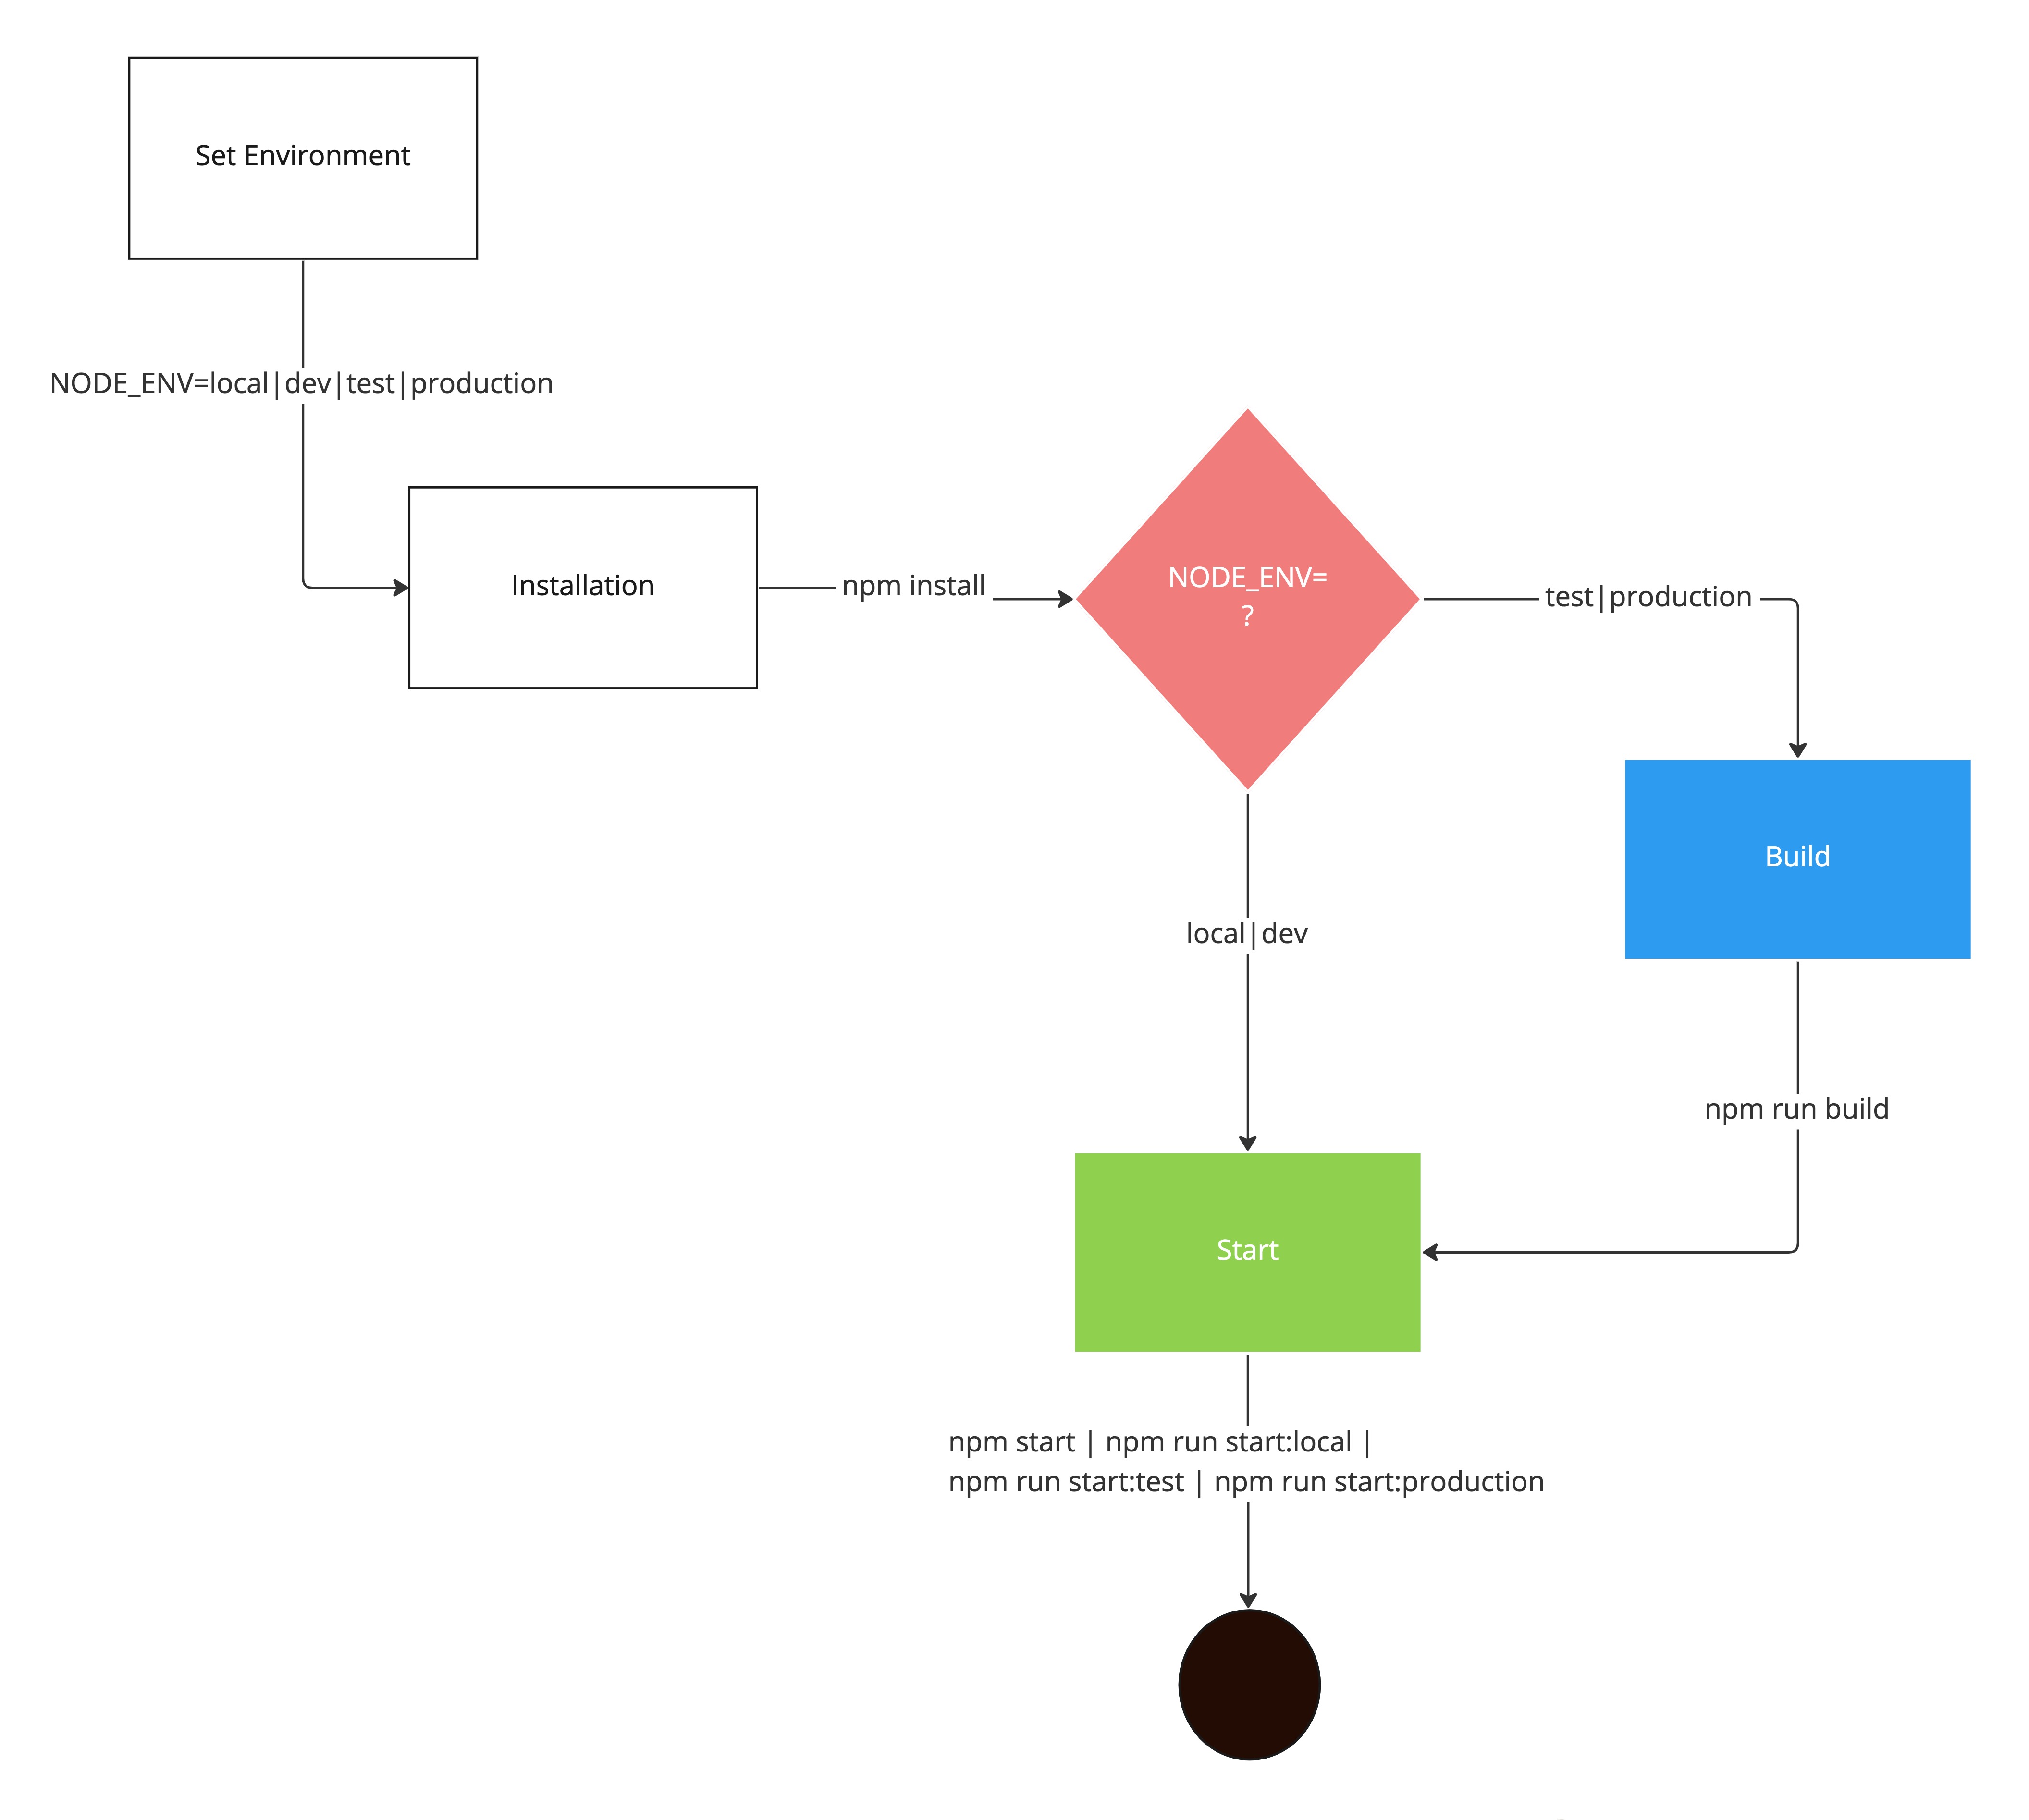 Set Environment
NODE_ENV=local|dev|test|production
Installation
npm install
NODE_ENV=
?
test|production
Build
local|dev
npm run build
Start
npm start | npm run start:local |
npm run start:test | npm run start:production